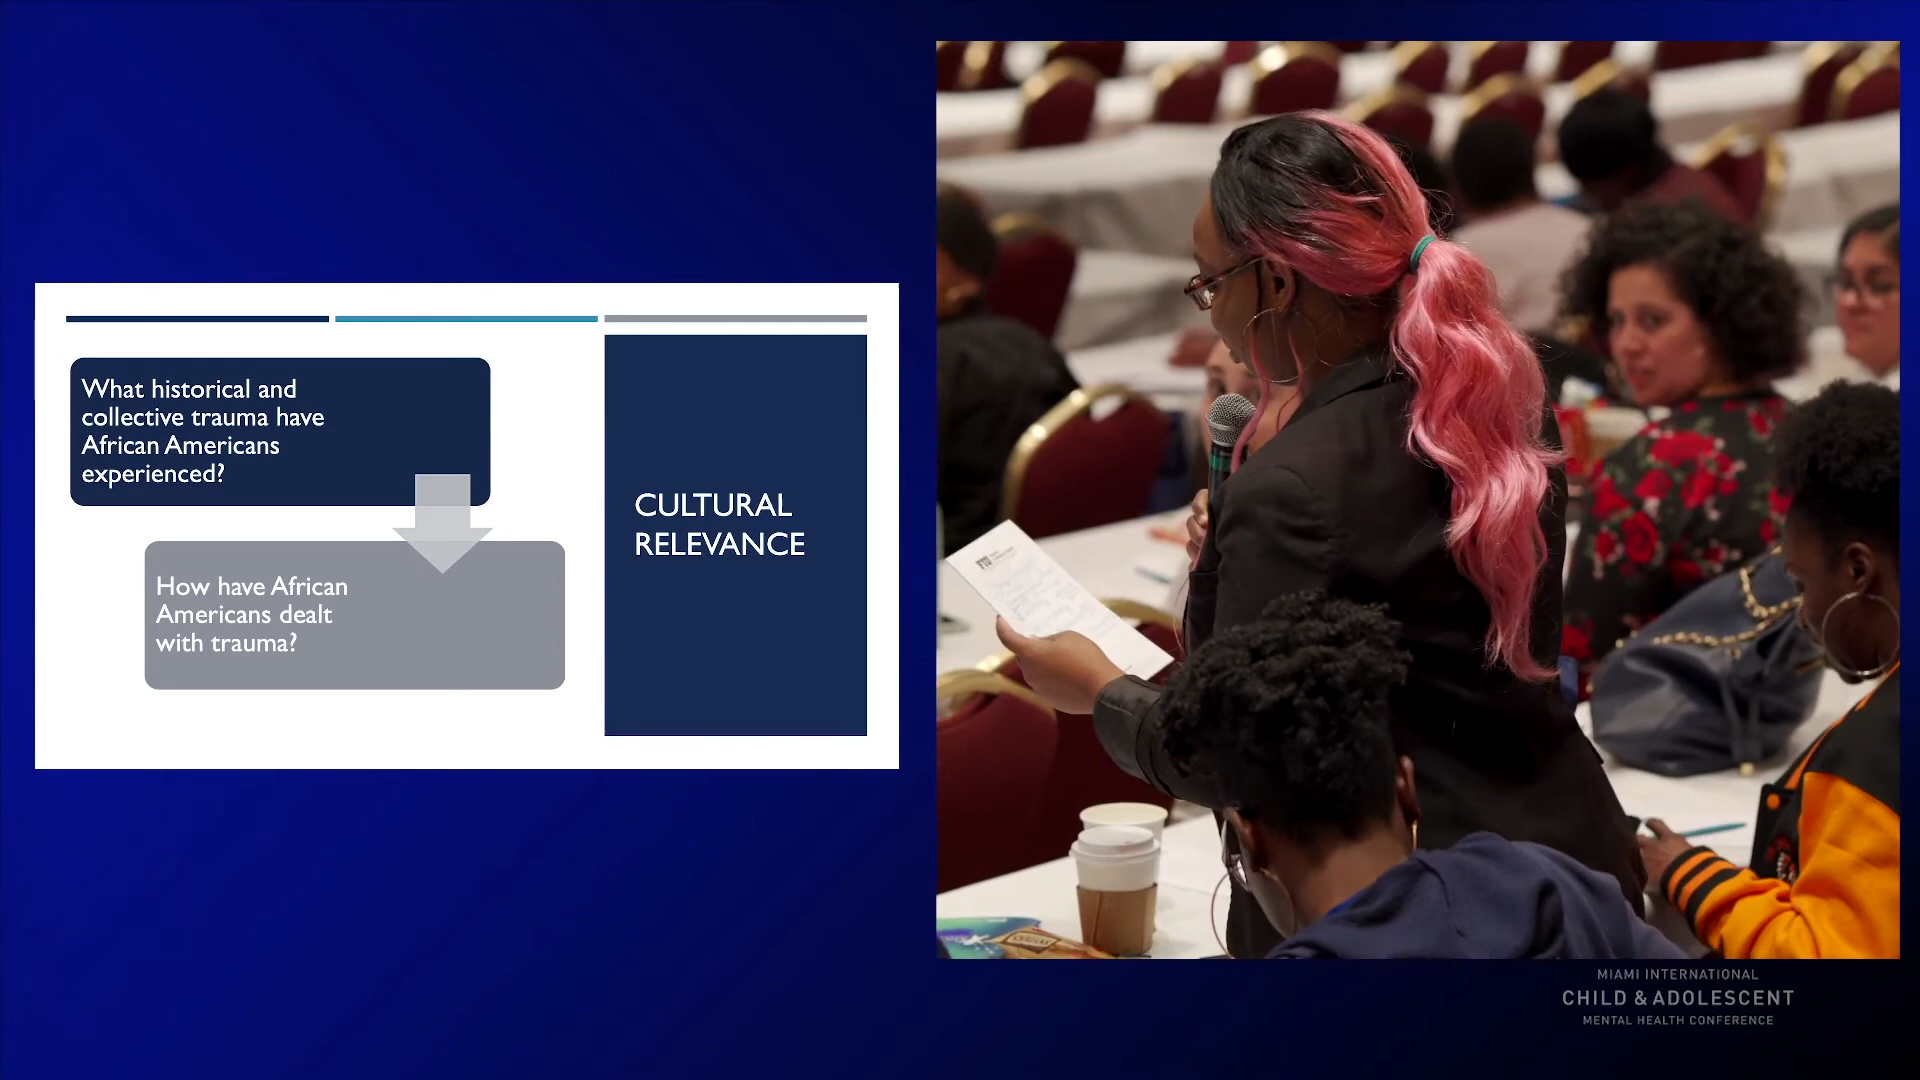 What historical and
collective trauma have
African Americans
experienced?
How have African
Americans dealt
with trauma?
CULTURAL
RELEVANCE
FIU
MIAMI INTERNATIONAL
CHILD & ADOLESCENT
MENTAL HEALTH CONFERENCE